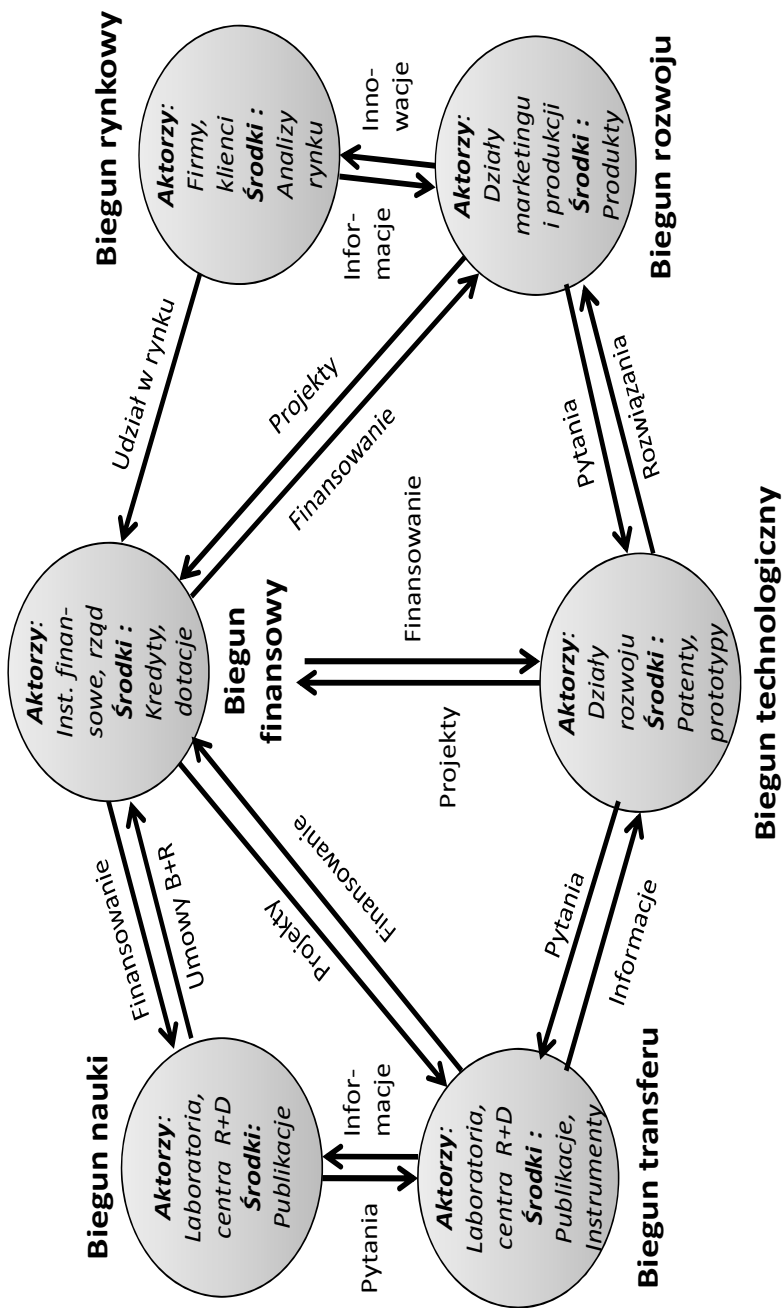 Biegun nauki
Aktorzy:
Laboratoria,
centra R+D
Środki:
Publikacje
Finansowanie
Umowy B+R
Aktorzy:
Inst. finan-
sowe, rząd
Środki :
Kredyty,
dotacje
Biegun
finansowy
Udział w rynku
Biegun rynkowy
Aktorzy:
Firmy,
klienci
Środki :
Analizy
rynku
Pytania
Infor-
macje
Projekty
Finansowanie
Projekty
Finansowanie
Projekty
Finansowanie
Infor-
macje
Inno-
wacje
Aktorzy:
Laboratoria,
centra R+D
Środki :
Publikacje,
Instrumenty
Biegun transferu
Pytania
Informacje
Aktorzy:
Działy
rozwoju
Środki :
Patenty,
prototypy
Biegun technologiczny
Pytania
Rozwiązania
Aktorzy:
Działy
marketingu
i produkcji
Środki :
Produkty
Biegun rozwoju